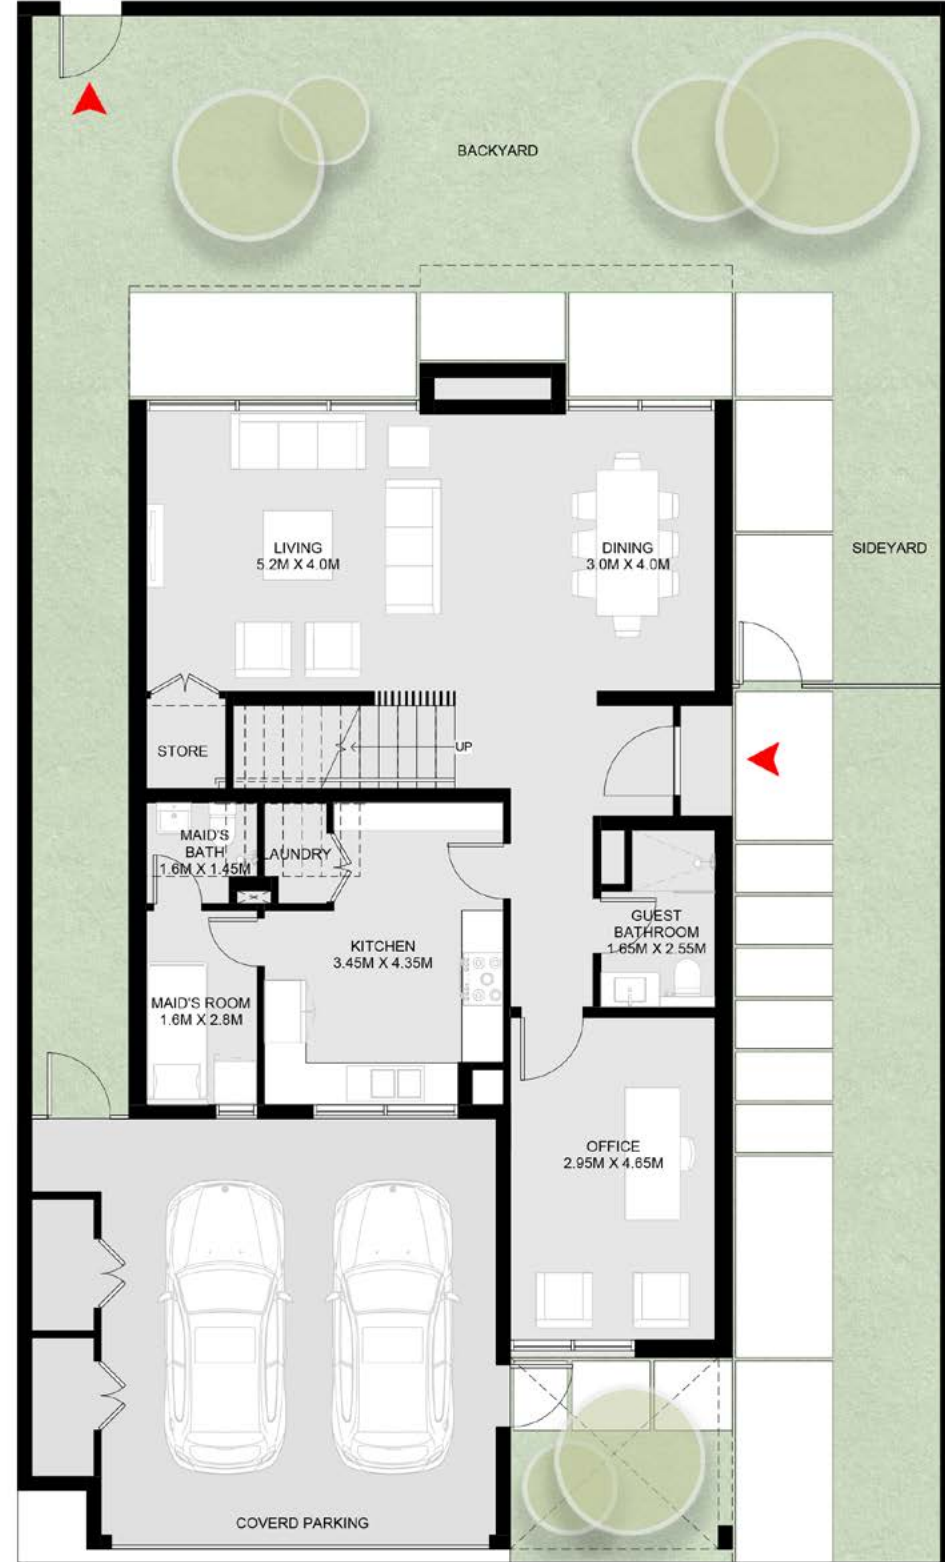 BACKYARD
LIVING
5.2M X 4.0M
DINING
3.0M X 4.0M
SIDEYARD
STORE
UP
MAID'S
BATH
1.6M X 1.45M
LAUNDRY
GUEST
BATHROOM
1.65M X 2.55M
KITCHEN
3.45M X 4.35M
MAID'S ROOM
1.6M X 2.8M
OFFICE
2.95M X 4.65M
COVERD PARKING